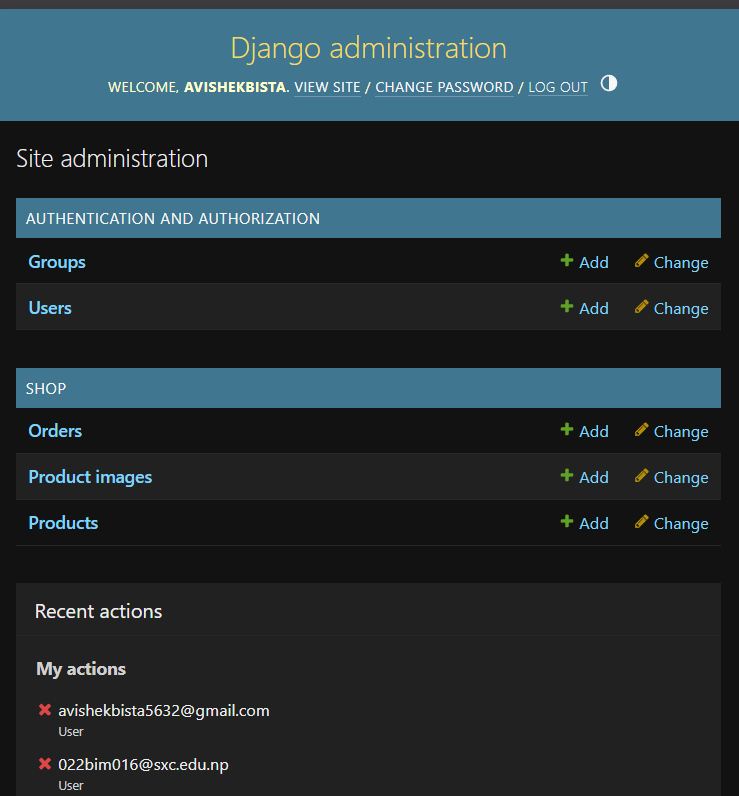 Django administration
WELCOME, AVISHEKBISTA. VIEW SITE / CHANGE PASSWORD / LOG OUT
Site administration
AUTHENTICATION AND AUTHORIZATION
Groups Add Change
Users Add Change
SHOP
Orders Add Change
Product images Add Change
Products Add Change
Recent actions
My actions
avishekbista5632@gmail.com
User
022bim016@sxc.edu.np
User